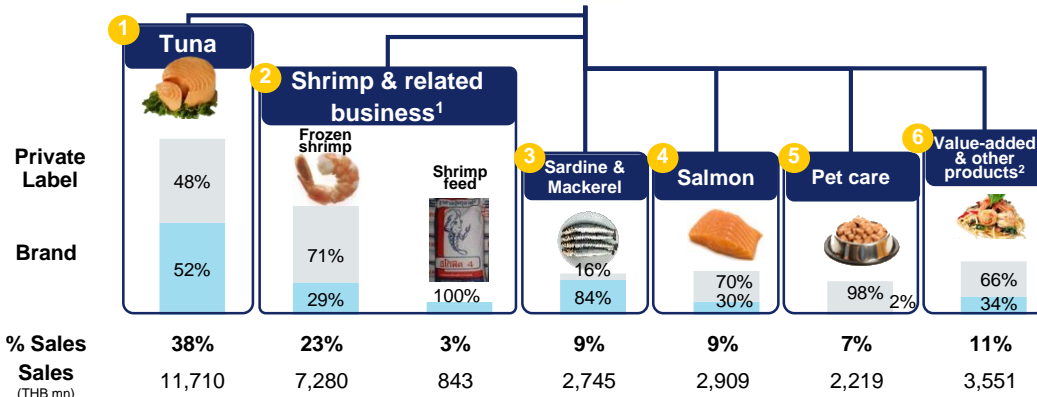 1
Tuna
2
Shrimp & related
business1
Frozen
shrimp
Shrimp
feed
3
Sardine &
Mackerel
4
Salmon
5
Pet care
6
Value-added
& other
products2
Private
Label
48%
71%
16%
70%
98%
66%
Brand
52%
29%
100%
84%
30%
2%
34%
% Sales
38%
23%
3%
9%
9%
7%
11%
Sales
(THB mn)
11,710
7,280
843
2,745
2,909
2,219
3,551